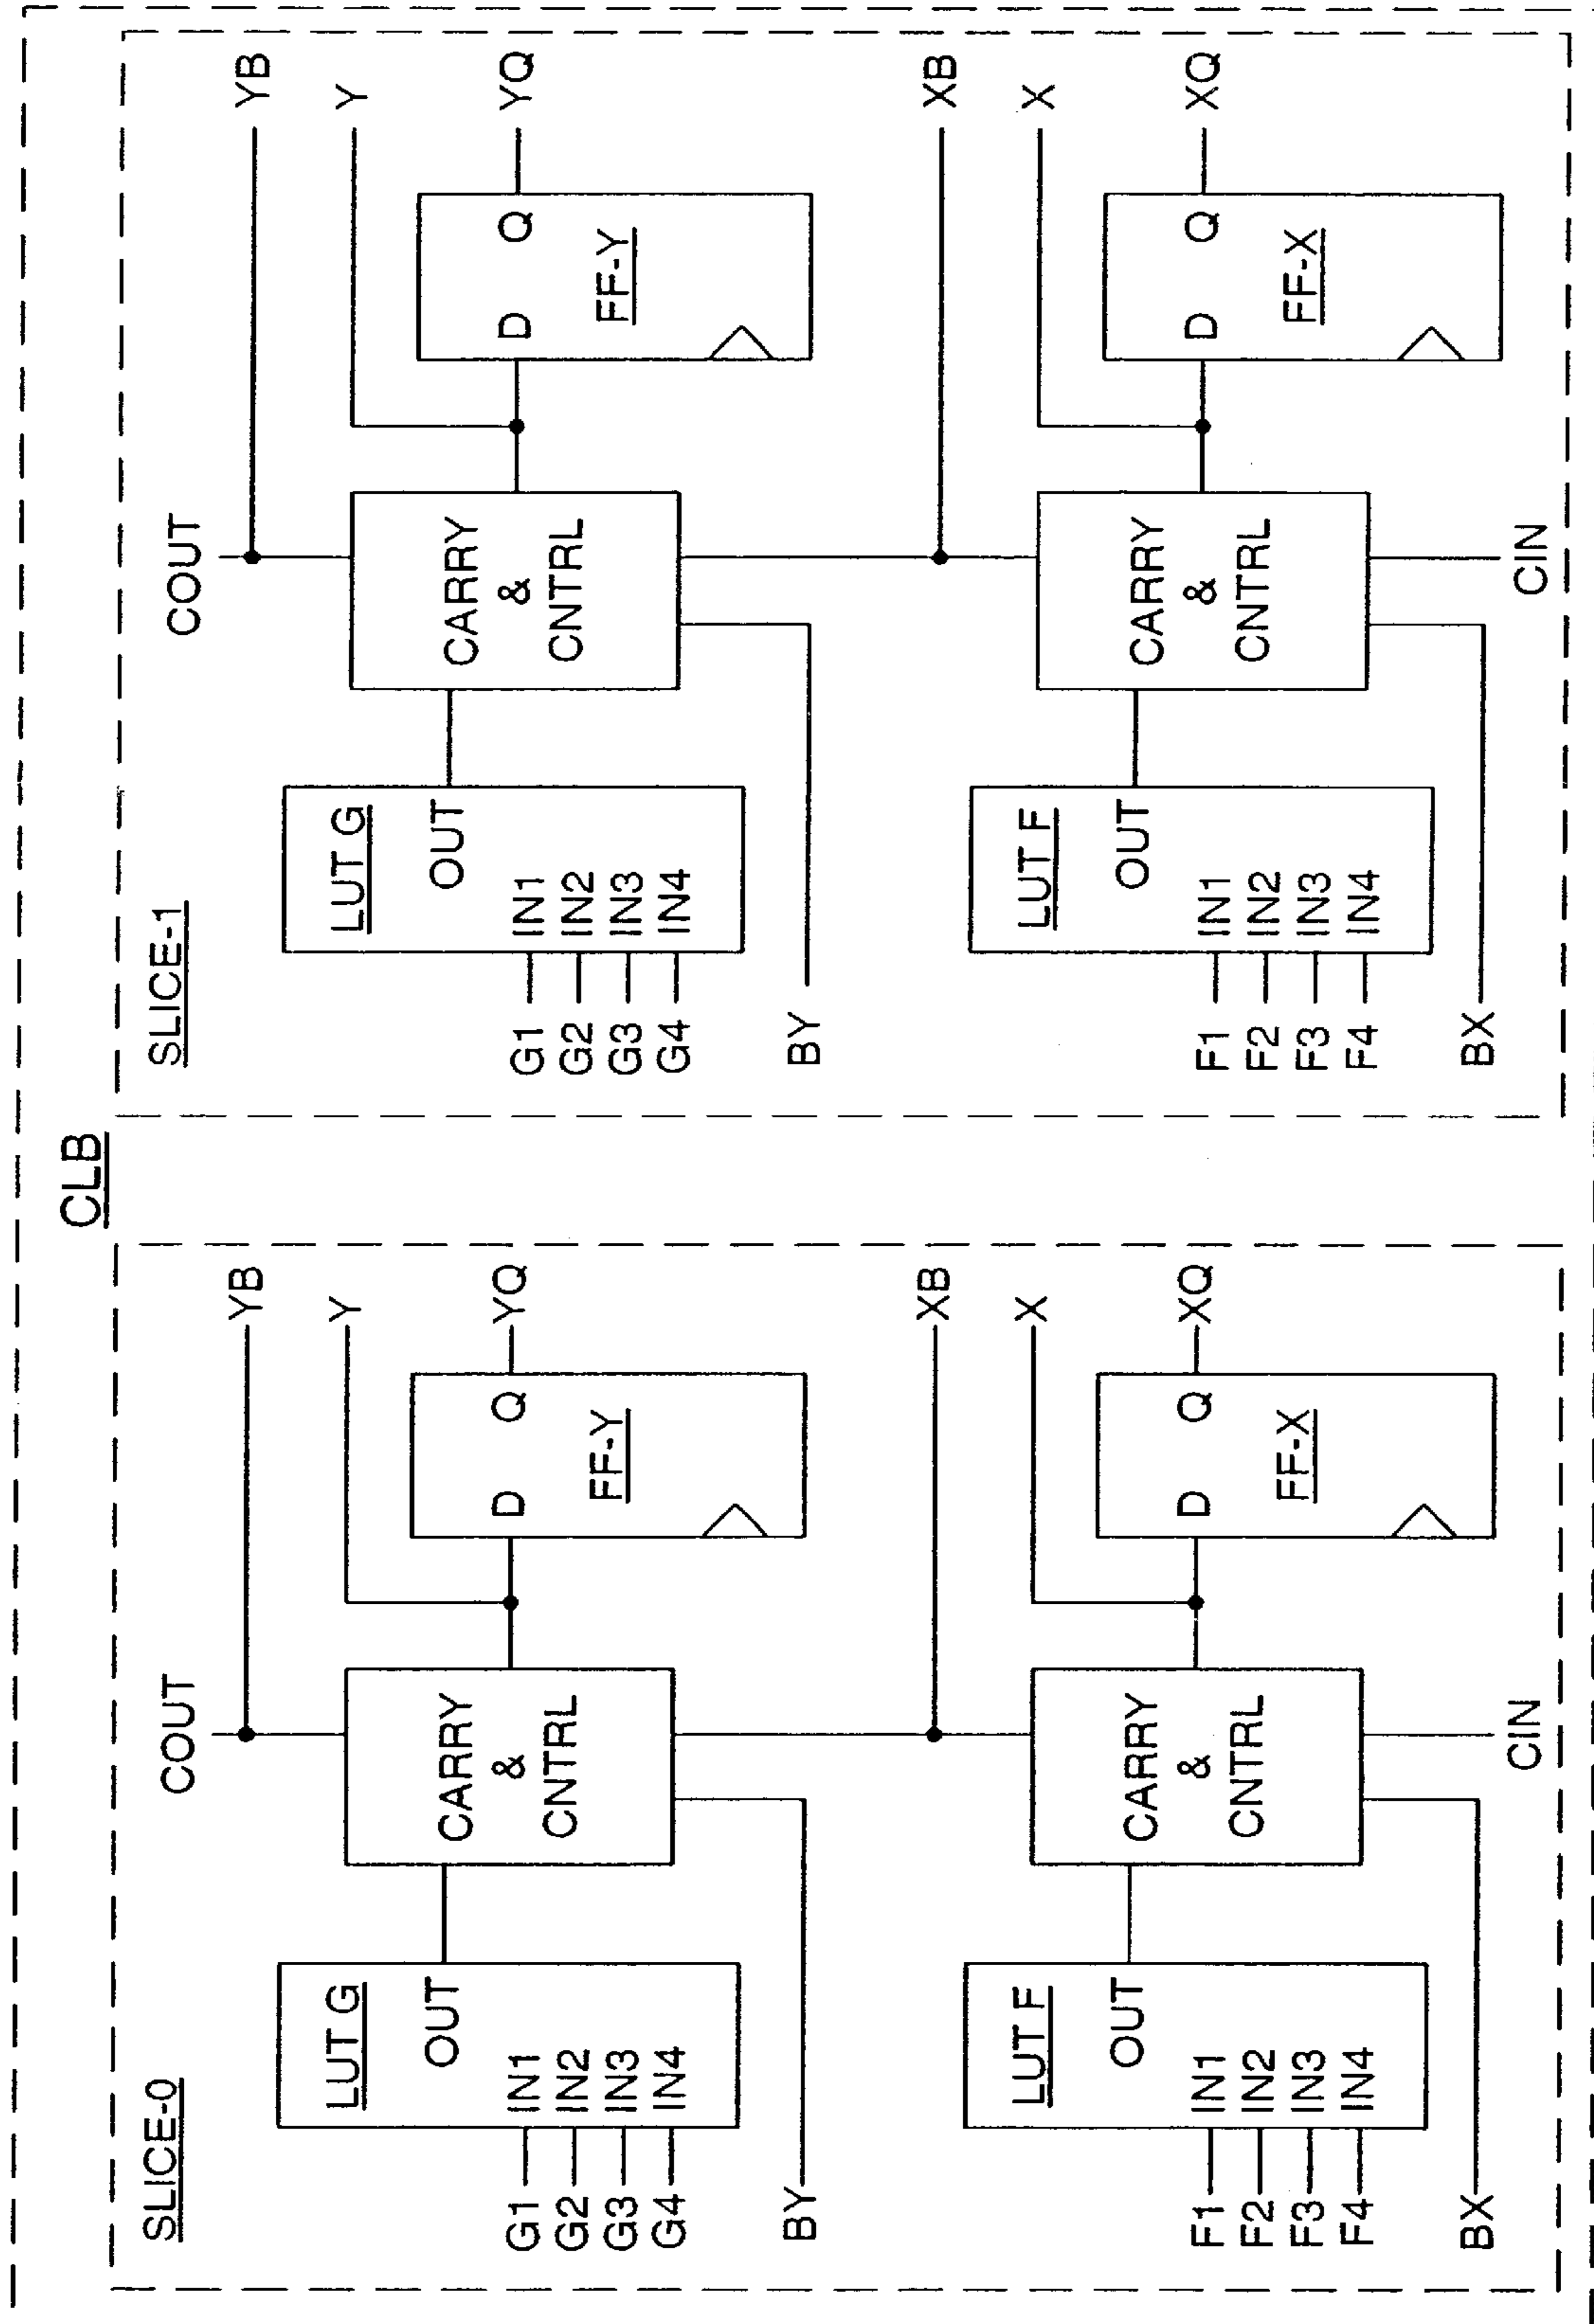 CLB
SLICE-0
COUT
YB
Y
LUT G
OUT
CARRY
&
CNTRL
D Q
YQ
FF-Y
G1 IN1
G2 IN2
G3 IN3
G4 IN4
BY
XB
X
LUT F
OUT
CARRY
&
CNTRL
D Q
XQ
FF-X
F1 IN1
F2 IN2
F3 IN3
F4 IN4
BX
CIN
SLICE-1
COUT
YB
Y
LUT G
OUT
CARRY
&
CNTRL
D Q
YQ
FF-Y
G1 IN1
G2 IN2
G3 IN3
G4 IN4
BY
XB
X
LUT F
OUT
CARRY
&
CNTRL
D Q
XQ
FF-X
F1 IN1
F2 IN2
F3 IN3
F4 IN4
BX
CIN